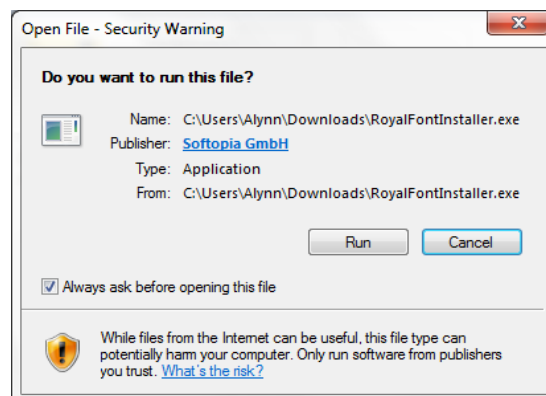 Open File - Security Warning
Do you want to run this file?
Name: C:\Users\Alynn\Downloads\RoyalFontInstaller.exe
Publisher: Softopia GmbH
Type: Application
From: C:\Users\Alynn\Downloads\RoyalFontInstaller.exe
Run Cancel
Always ask before opening this file
While files from the Internet can be useful, this file type can
potentially harm your computer. Only run software from publishers
you trust. What's the risk?